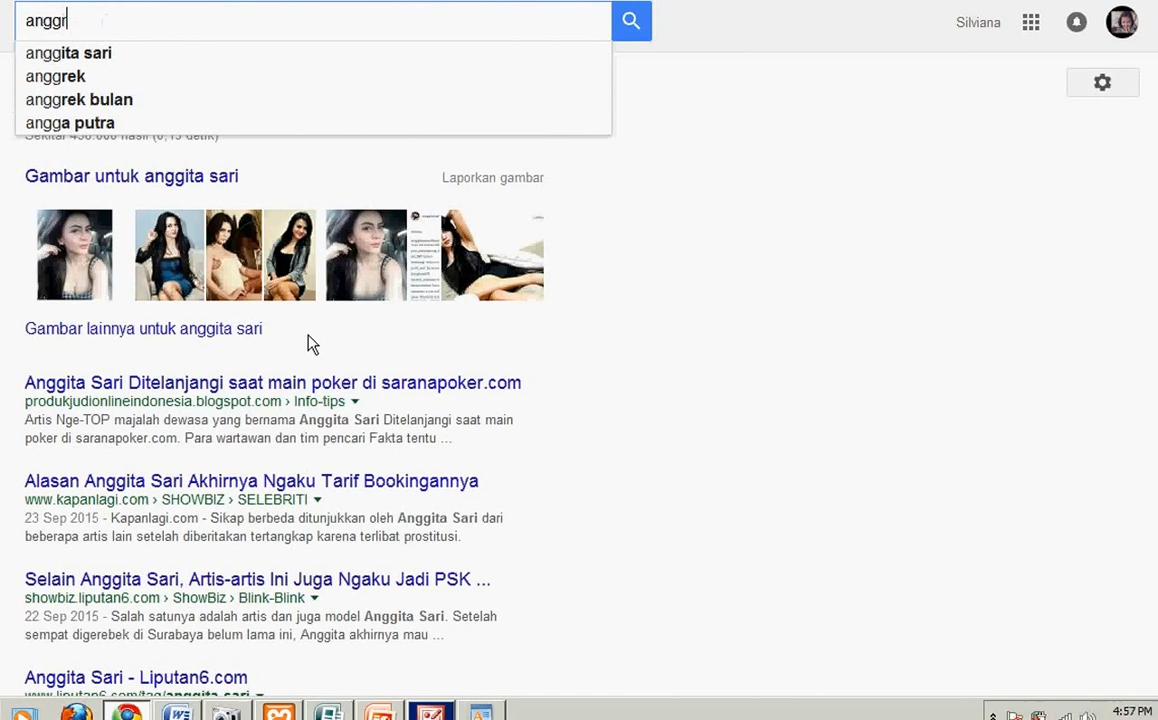 anggr
Silviana
anggita sari
anggrek
anggrek bulan
angga putra
Gambar untuk anggita sari
Laporkan gambar
Gambar lainnya untuk anggita sari
Anggita Sari Ditelanjangi saat main poker di saranapoker.com
produkjudionlineindonesia.blogspot.com › Info-tips
Artis Nge-TOP majalah dewasa yang bernama Anggita Sari Ditelanjangi saat main
poker di saranapoker.com. Para wartawan dan tim pencari Fakta tentu ...
Alasan Anggita Sari Akhirnya Ngaku Tarif Bookingannya
www.kapanlagi.com › SHOWBIZ › SELEBRITI
23 Sep 2015 - Kapanlagi.com - Sikap berbeda ditunjukkan oleh Anggita Sari dari
beberapa artis lain setelah diberitakan tertangkap karena terlibat prostitusi.
Selain Anggita Sari, Artis-artis Ini Juga Ngaku Jadi PSK ...
showbiz.liputan6.com › ShowBiz › Blink-Blink
22 Sep 2015 - Salah satunya adalah artis dan juga model Anggita Sari. Setelah
sempat digerebek di Surabaya belum lama ini, Anggita akhirnya mau ...
Anggita Sari - Liputan6.com
www.liputan6.com/tag/anggita-sari
4:57 PM